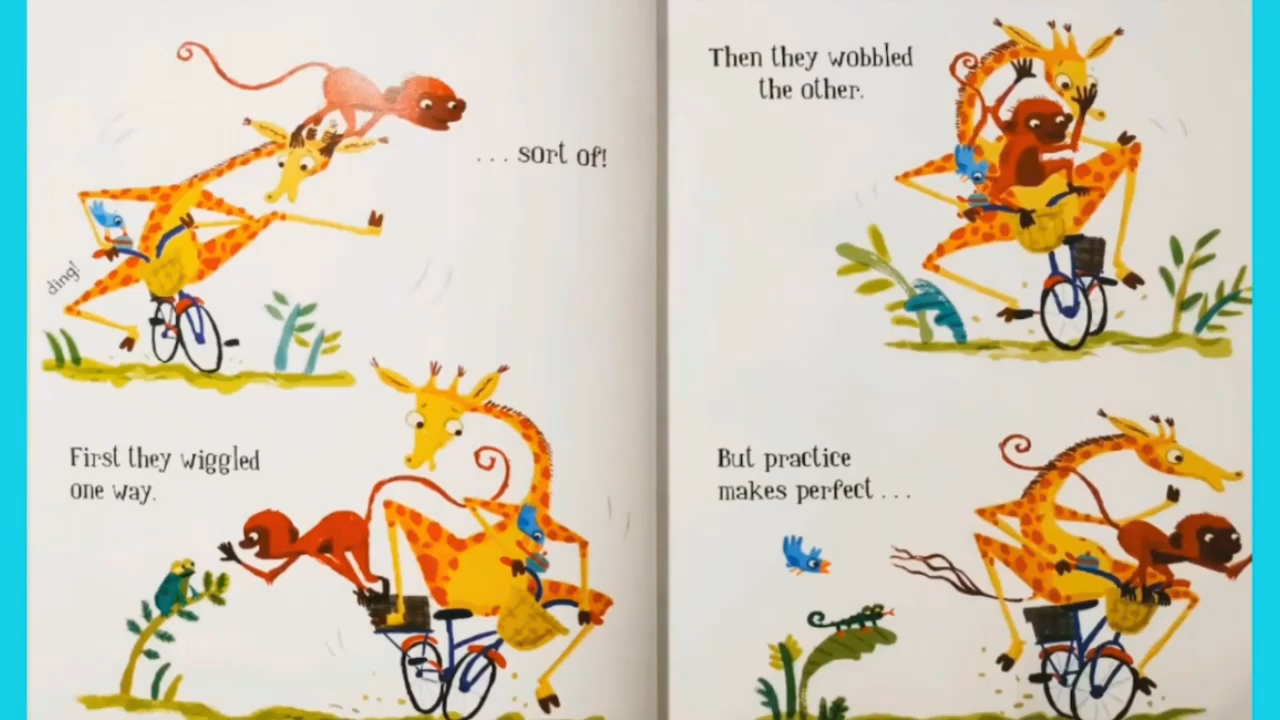 ... sort of!
ding!
First they wiggled
one way.
Then they wobbled
the other.
But practice
makes perfect ...